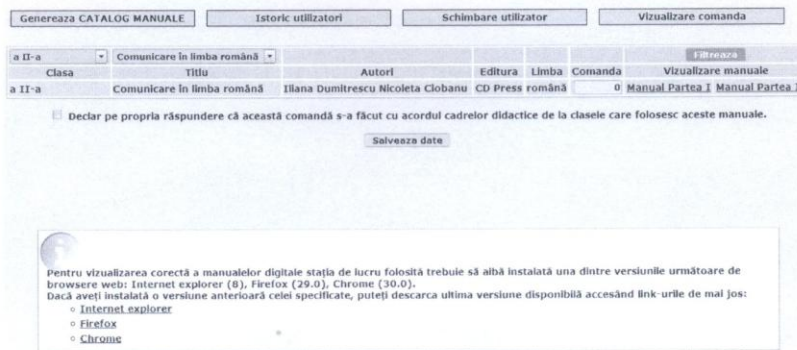 Genereaza CATALOG MANUALE Istoric utilizatori Schimbare utilizator Vizualizare comanda
a II-a Comunicare în limba română Filtreaza
Clasa Titlu Autori Editura Limba Comanda Vizualizare manuale
a II-a Comunicare în limba română Iliana Dumitrescu Nicoleta Ciobanu CD Press română 0 Manual Partea I Manual Partea I
Declar pe propria răspundere că această comandă s-a făcut cu acordul cadrelor didactice de la clasele care folosesc aceste manuale.
Salveaza date
Pentru vizualizarea corectă a manualelor digitale stația de lucru folosită trebuie să aibă instalată una dintre versiunile următoare de
browsere web: Internet explorer (8), Firefox (29.0), Chrome (30.0).
Dacă aveți instalată o versiune anterioară celei specificate, puteți descarca ultima versiune disponibilă accesând link-urile de mai jos:
Internet explorer
Firefox
Chrome